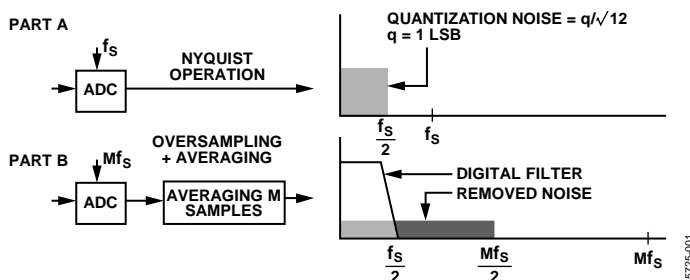 PART A
fS
ADC
NYQUIST
OPERATION
QUANTIZATION NOISE = q/√12
q = 1 LSB
fS
2
fS
PART B
MfS
ADC
OVERSAMPLING
+ AVERAGING
AVERAGING M
SAMPLES
DIGITAL FILTER
REMOVED NOISE
fS
2
MfS
2
MfS